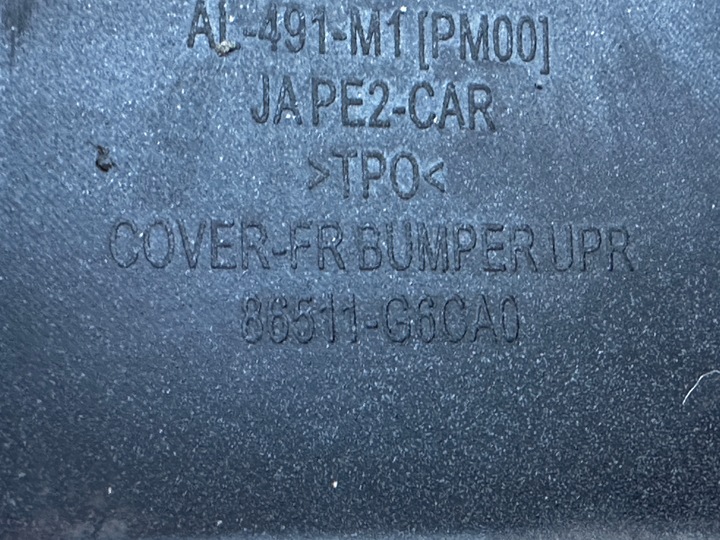 AL-491-M1 [PM00]
JA PE2-CAR
>TPO<
COVER-FR BUMPER UPR
86511-G6CA0